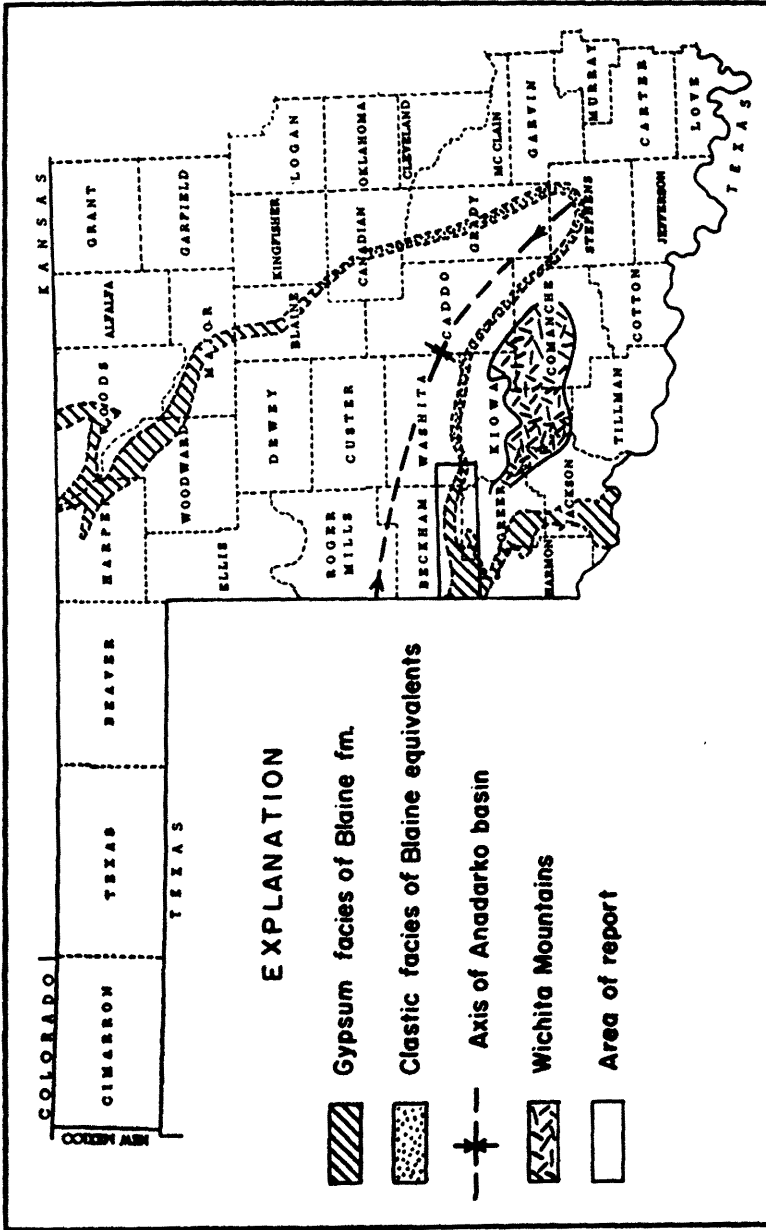 COLORADO
KANSAS
NEW MEXICO
CIMARRON
TEXAS
BEAVER
HARPE
WOODS
ALFALFA
GRANT
WOODWARD
MAJOR
GARFIELD
ELLIS
DEWEY
BLAINE
KINGFISHER
LOGAN
ROGER
MILLS
CUSTER
CANADIAN
OKLAHOMA
CLEVELAND
BECKHAM
WASHITA
CADDO
GRADY
MC CLAIN
GREER
KIOWA
GARVIN
HARMON
JACKSON
COMANCHE
STEPHENS
MURRAY
TILLMAN
COTTON
JEFFERSON
CARTER
LOVE
TEXAS
TEXAS
EXPLANATION
Gypsum facies of Blaine fm.
Clastic facies of Blaine equivalents
Axis of Anadarko basin
Wichita Mountains
Area of report